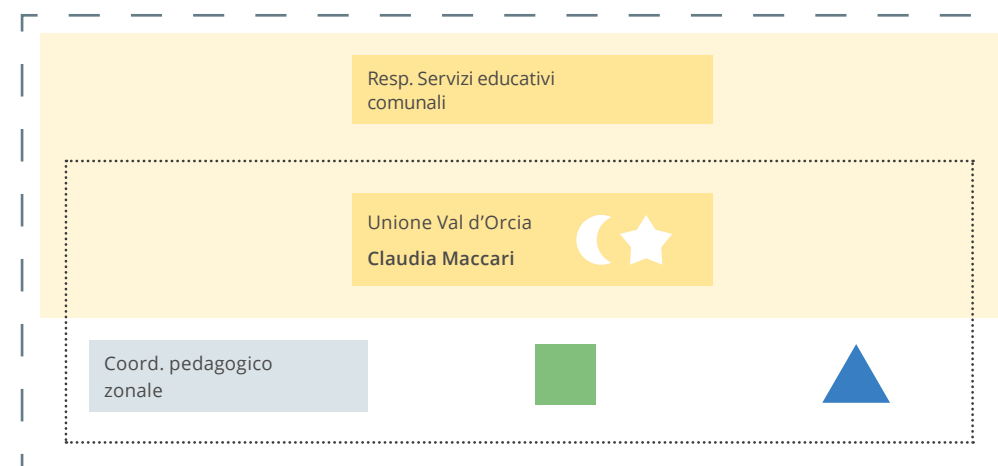 Resp. Servizi educativi
comunali
Unione Val d’Orcia
Claudia Maccari
Coord. pedagogico
zonale